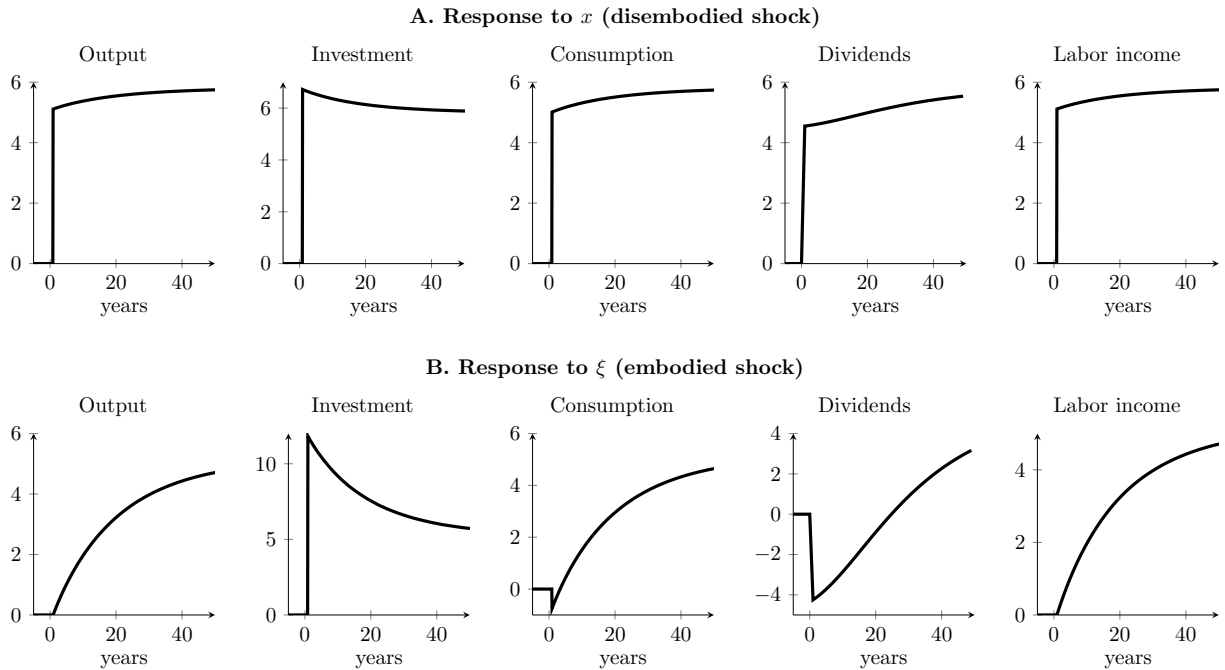 A. Response to x (disembodied shock)
Output Investment Consumption Dividends Labor income
6 6 6 6 6
4 4 4 4 4
2 2 2 2 2
0 0 0 0 0
0 20 40 0 20 40 0 20 40 0 20 40 0 20 40
years years years years years
B. Response to ξ (embodied shock)
Output Investment Consumption Dividends Labor income
6
4
2
0
0 20 40
years
10
5
0
0 20 40
years
6
4
2
0
0 20 40
years
4
2
0
−2
−4
0 20 40
years
4
2
0
0 20 40
years